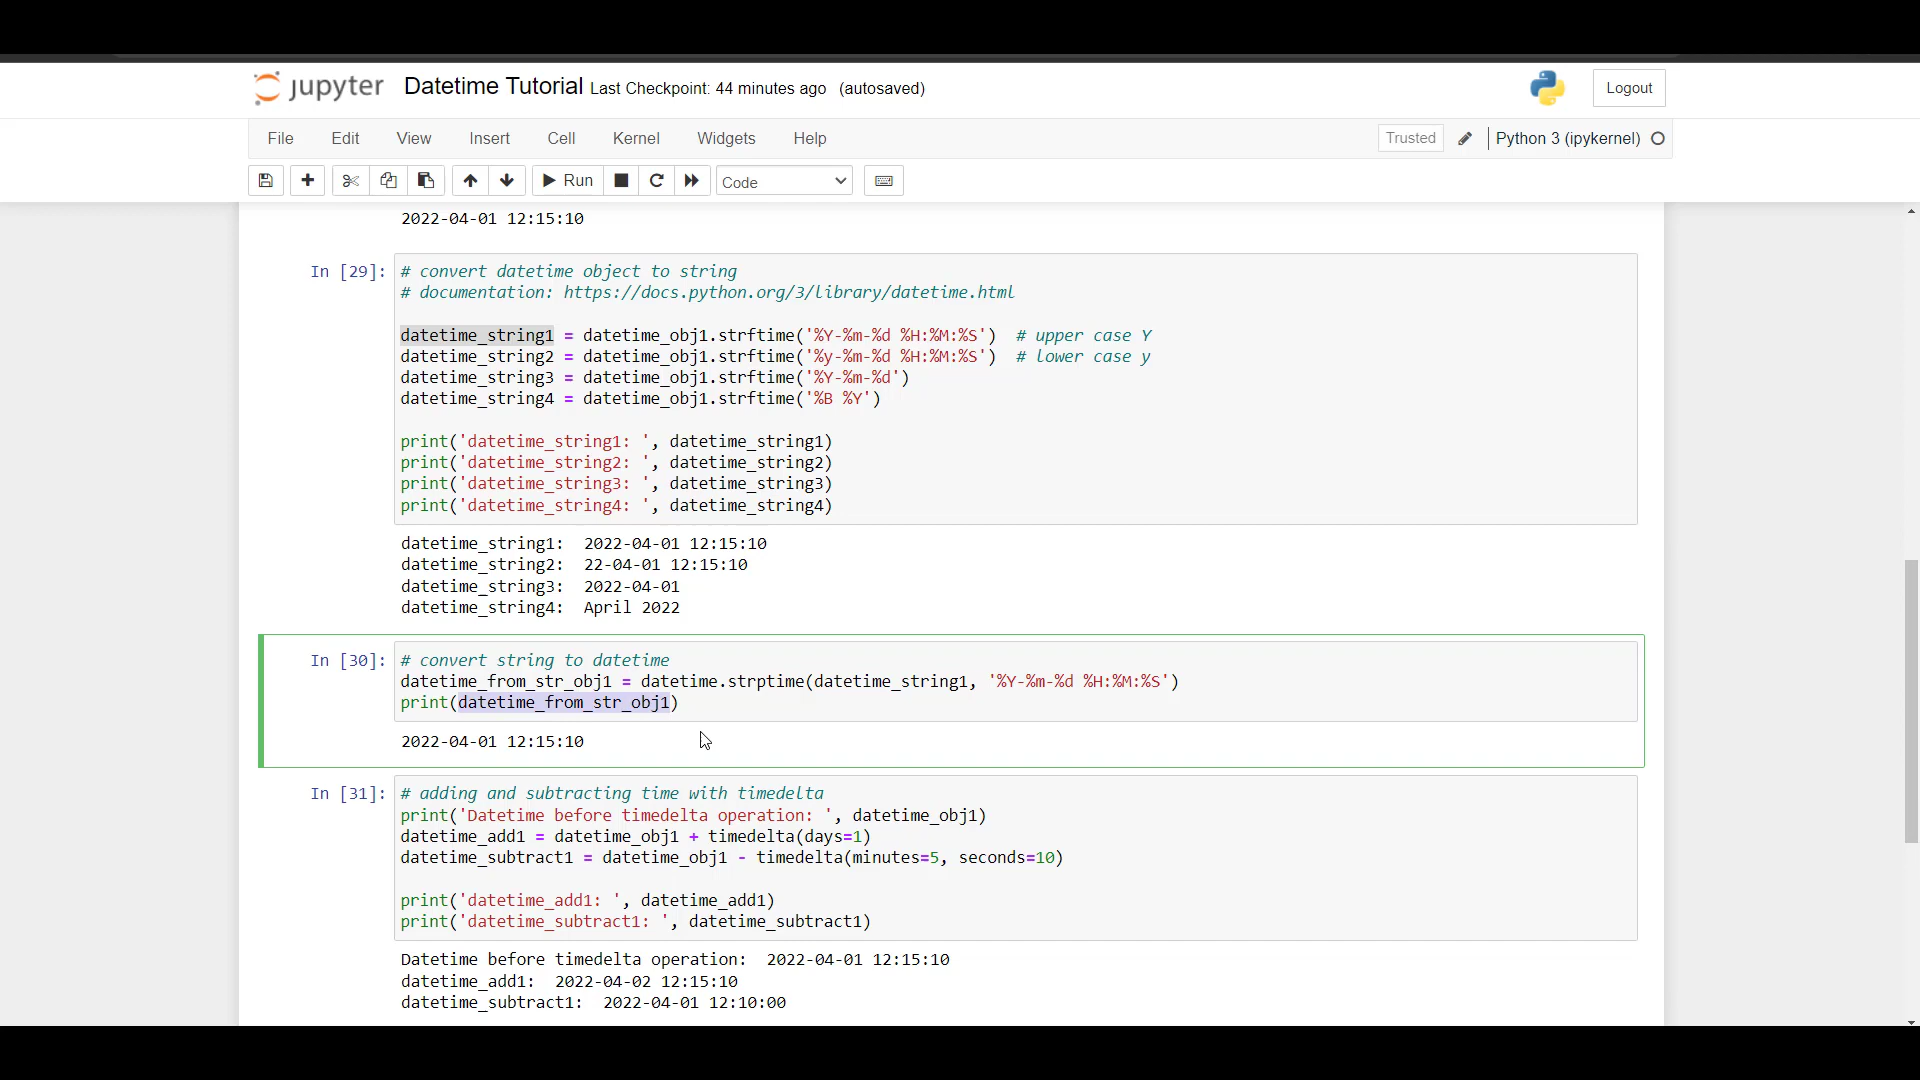 jupyter Datetime Tutorial Last Checkpoint: 44 minutes ago (autosaved)
Logout
File Edit View Insert Cell Kernel Widgets Help
Trusted Python 3 (ipykernel)
Run
Code
2022-04-01 12:15:10
In [29]:
# convert datetime object to string
# documentation: https://docs.python.org/3/library/datetime.html
datetime_string1 = datetime_obj1.strftime('%Y-%m-%d %H:%M:%S')  # upper case Y
datetime_string2 = datetime_obj1.strftime('%y-%m-%d %H:%M:%S')  # lower case y
datetime_string3 = datetime_obj1.strftime('%Y-%m-%d')
datetime_string4 = datetime_obj1.strftime('%B %Y')
print('datetime_string1: ', datetime_string1)
print('datetime_string2: ', datetime_string2)
print('datetime_string3: ', datetime_string3)
print('datetime_string4: ', datetime_string4)
datetime_string1:  2022-04-01 12:15:10
datetime_string2:  22-04-01 12:15:10
datetime_string3:  2022-04-01
datetime_string4:  April 2022
In [30]:
# convert string to datetime
datetime_from_str_obj1 = datetime.strptime(datetime_string1, '%Y-%m-%d %H:%M:%S')
print(datetime_from_str_obj1)
2022-04-01 12:15:10
In [31]:
# adding and subtracting time with timedelta
print('Datetime before timedelta operation: ', datetime_obj1)
datetime_add1 = datetime_obj1 + timedelta(days=1)
datetime_subtract1 = datetime_obj1 - timedelta(minutes=5, seconds=10)
print('datetime_add1: ', datetime_add1)
print('datetime_subtract1: ', datetime_subtract1)
Datetime before timedelta operation:  2022-04-01 12:15:10
datetime_add1:  2022-04-02 12:15:10
datetime_subtract1:  2022-04-01 12:10:00